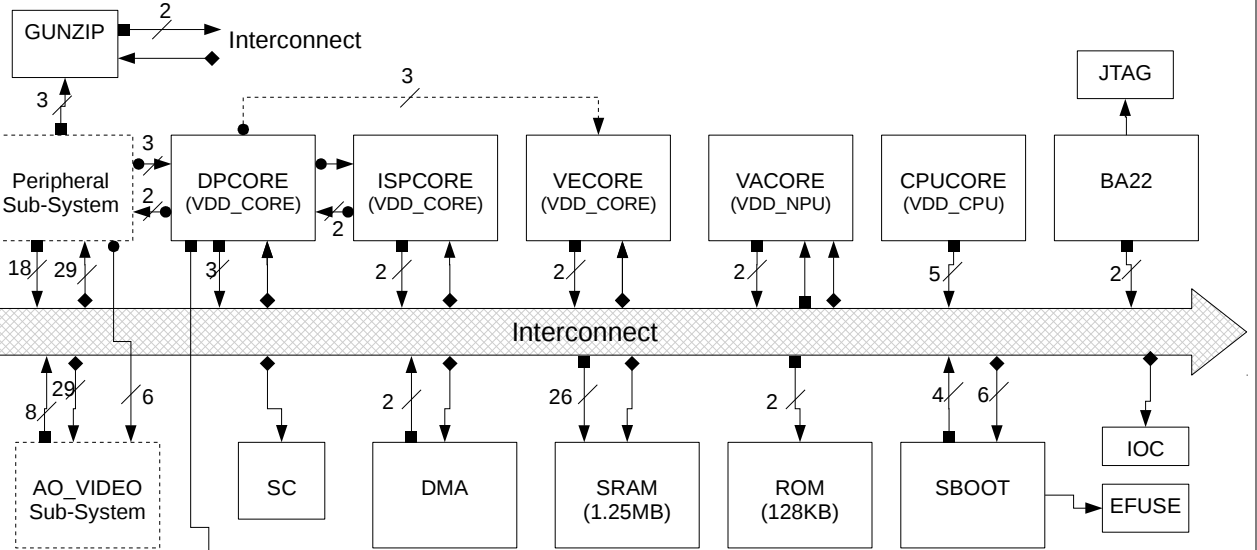 GUNZIP
2
Interconnect
3
3
JTAG
Peripheral
Sub-System
3
2
DPCORE
(VDD_CORE)
2
ISPCORE
(VDD_CORE)
VECORE
(VDD_CORE)
VACORE
(VDD_NPU)
CPUCORE
(VDD_CPU)
BA22
18
29
3
2
2
2
5
2
Interconnect
8
29
6
2
26
2
4
6
AO_VIDEO
Sub-System
SC
DMA
SRAM
(1.25MB)
ROM
(128KB)
SBOOT
IOC
EFUSE